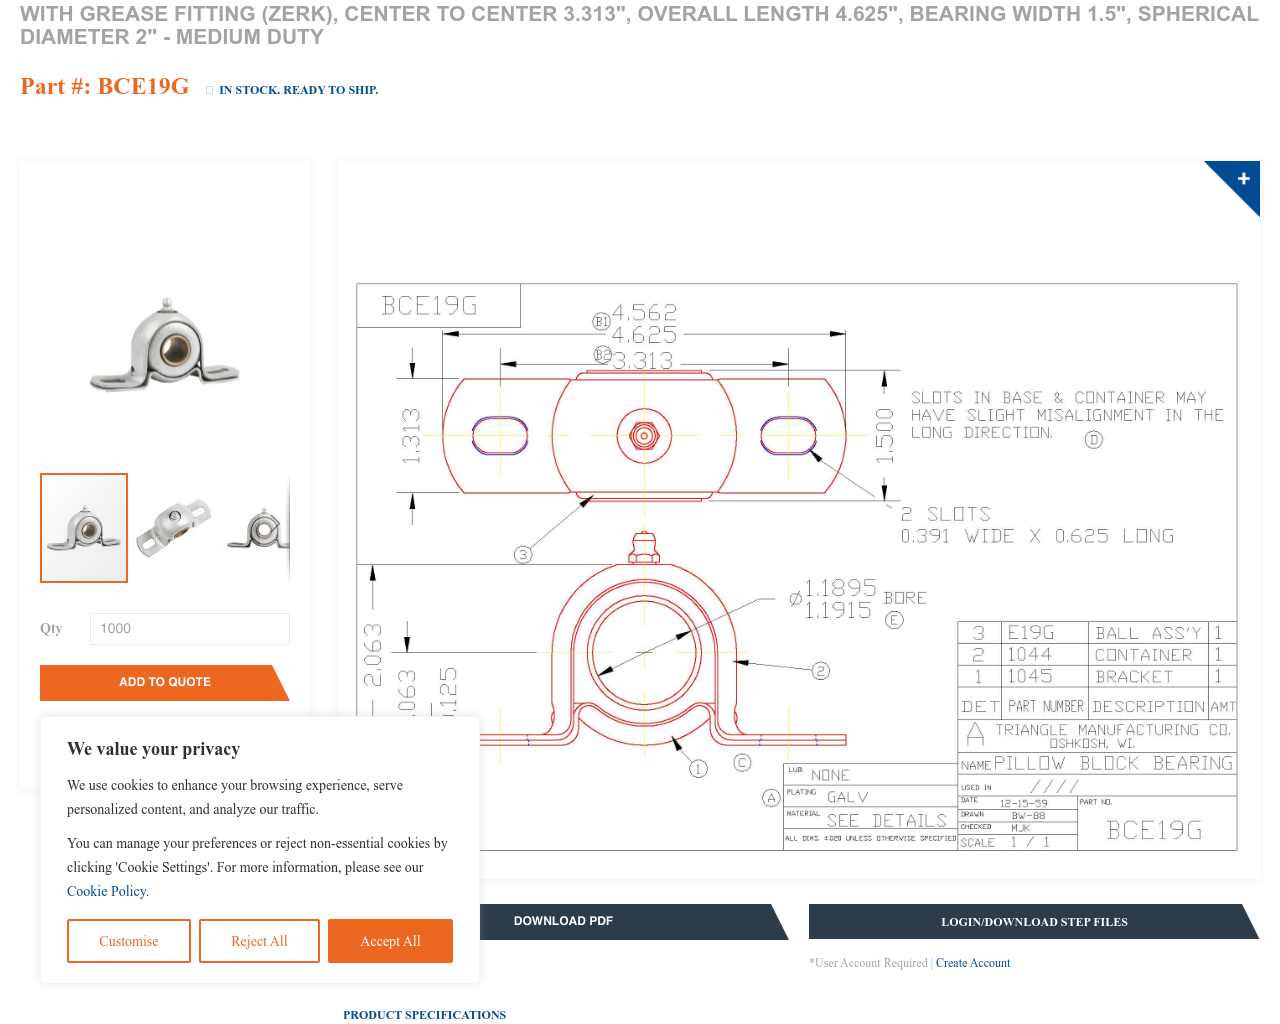 WITH GREASE FITTING (ZERK), CENTER TO CENTER 3.313", OVERALL LENGTH 4.625", BEARING WIDTH 1.5", SPHERICAL
DIAMETER 2" - MEDIUM DUTY
Part #: BCE19G
IN STOCK. READY TO SHIP.
+
BCE19G
B1
4.562
4.625
B2
3.313
1.313
1.500
SLOTS IN BASE & CONTAINER MAY
HAVE SLIGHT MISALIGNMENT IN THE
LONG DIRECTION.
D
2 SLOTS
0.391 WIDE X 0.625 LONG
3
Ø1.1895
1.1915
BORE
E
2.063
.063
0.125
2
1
C
A
3 E19G BALL ASS'Y 1
2 1044 CONTAINER 1
1 1045 BRACKET 1
DET PART NUMBER DESCRIPTION AMT
A TRIANGLE MANUFACTURING CO.
OSHKOSH, WI.
NAME PILLOW BLOCK BEARING
USED IN / / / /
DATE 12-15-59
DRAWN BW-88
CHECKED MJK
SCALE 1 / 1
PART NO.
BCE19G
LUB. NONE
PLATING GALV
MATERIAL SEE DETAILS
ALL DIMS. ±.020 UNLESS OTHERWISE SPECIFIED
Qty
1000
ADD TO QUOTE
We value your privacy
We use cookies to enhance your browsing experience, serve
personalized content, and analyze our traffic.
You can manage your preferences or reject non-essential cookies by
clicking 'Cookie Settings'. For more information, please see our
Cookie Policy.
Customise
Reject All
Accept All
DOWNLOAD PDF
LOGIN/DOWNLOAD STEP FILES
*User Account Required | Create Account
PRODUCT SPECIFICATIONS